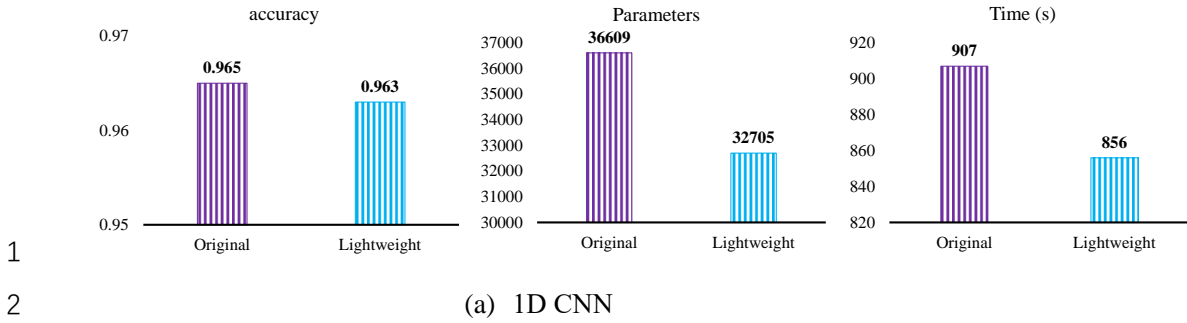 accuracy
0.97
0.96
0.95
0.965
0.963
Original
Lightweight
Parameters
37000
36000
35000
34000
33000
32000
31000
30000
36609
32705
Original
Lightweight
Time (s)
920
900
880
860
840
820
907
856
Original
Lightweight
1
2
(a) 1D CNN